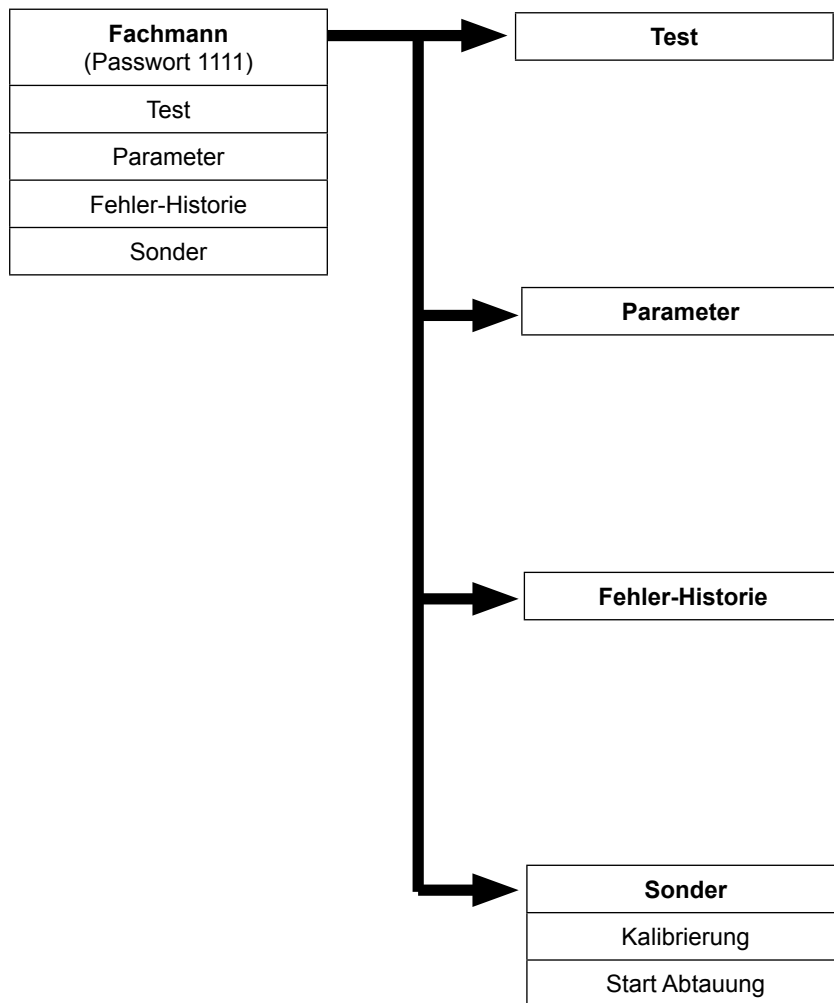 Fachmann
(Passwort 1111)
Test
Parameter
Fehler-Historie
Sonder
Test
Parameter
Fehler-Historie
Sonder
Kalibrierung
Start Abtauung